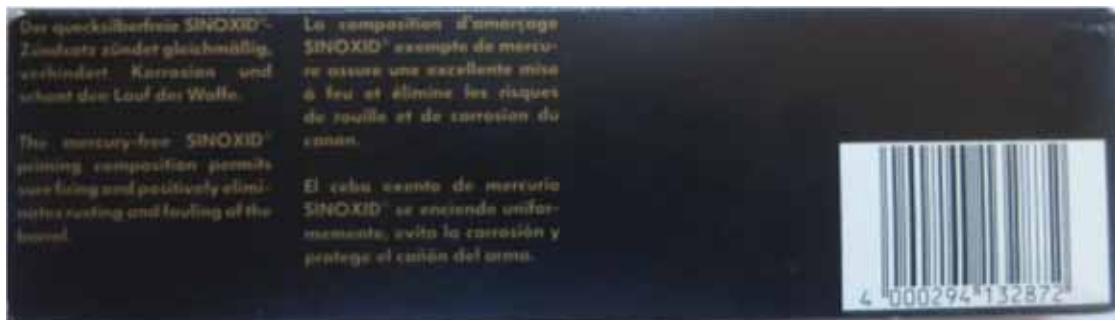 Der quecksilberfreie SINOXID®-
Zündsatz zündet gleichmäßig,
verhindert Korrosion und
schont den Lauf der Waffe.
The mercury-free SINOXID®
priming composition permits
sure firing and positively elimi-
nates rusting and fouling of the
barrel.
La composition d'amorçage
SINOXID® exempte de mercu-
re assure une excellente mise
à feu et élimine les risques
de rouille et de corrosion du
canon.
El cebo exento de mercurio
SINOXID® se enciende unifor-
memente, evita la corrosión y
protege el cañón del arma.
4 000294 132872